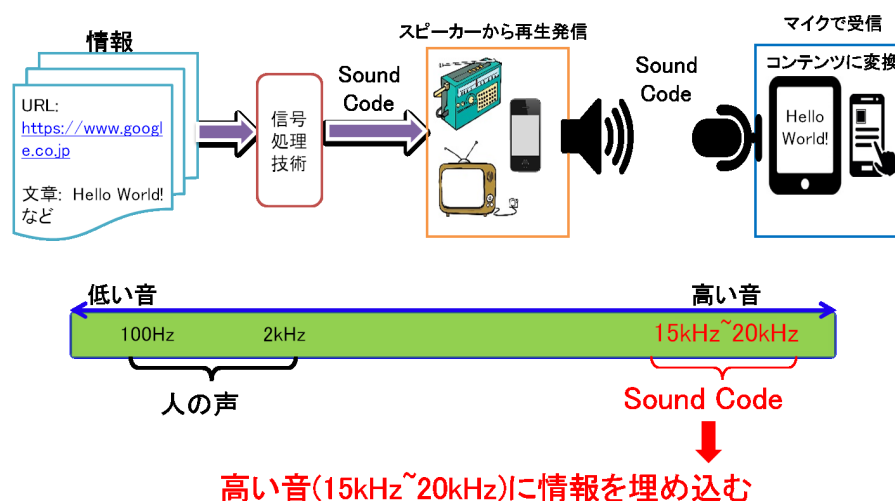 情報
URL:
https://www.googl
e.co.jp
文章: Hello World!
など
信号
処理
技術
Sound
Code
スピーカーから再生発信
Sound
Code
マイクで受信
コンテンツに変換
Hello
World!
低い音
高い音
100Hz
2kHz
15kHz~20kHz
人の声
Sound Code
高い音(15kHz~20kHz)に情報を埋め込む